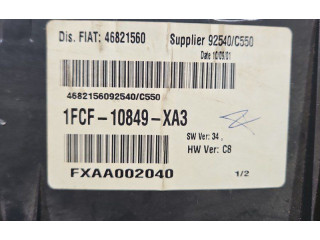 Dis. FIAT: 46821560 Supplier 92540/C550
Date 10/09/01
4682156092540/C550
1FCF-10849-XA3
SW Ver: 34,
HW Ver: C8
FXAA002040
1/2